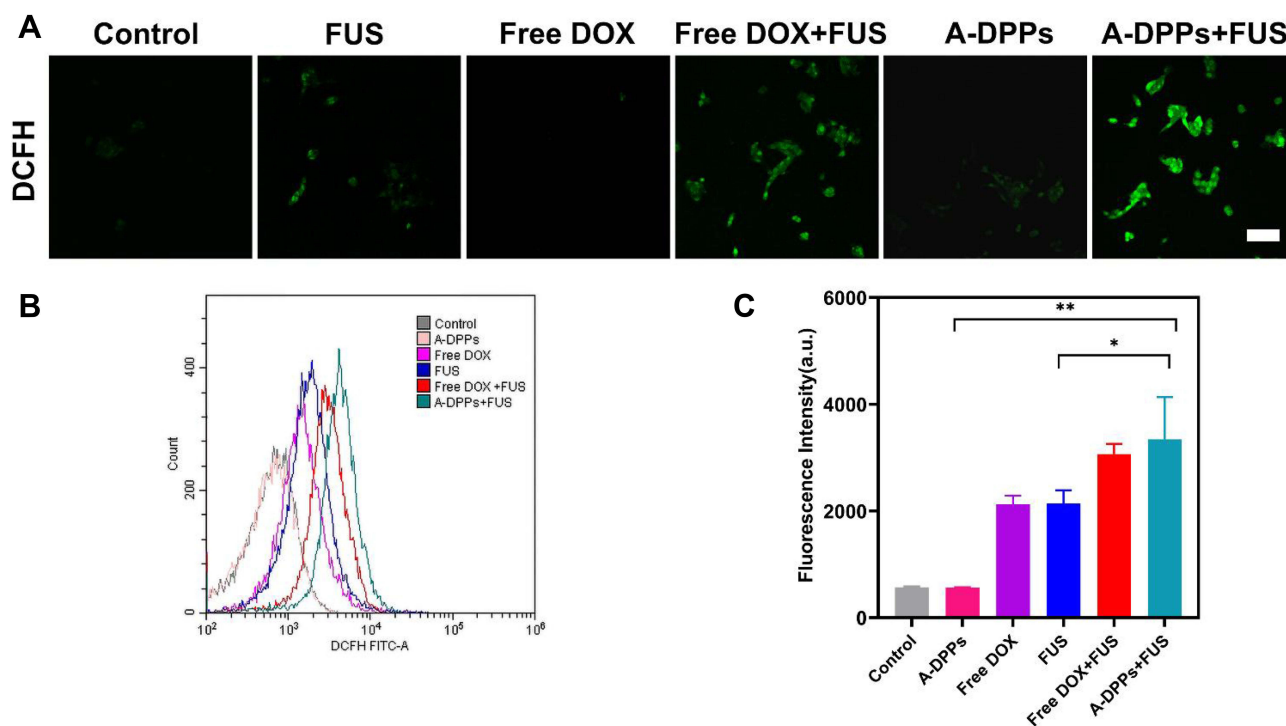 A
Control
FUS
Free DOX
Free DOX+FUS
A-DPPs
A-DPPs+FUS
DCFH
B
Control
A-DPPs
Free DOX
FUS
Free DOX +FUS
A-DPPs+FUS
400
200
0
Count
10²
10³
10⁴
10⁵
10⁶
DCFH FITC-A
C
6000
4000
2000
0
Fluorescence Intensity(a.u.)
**
*
Control
A-DPPs
Free DOX
FUS
Free DOX+FUS
A-DPPs+FUS